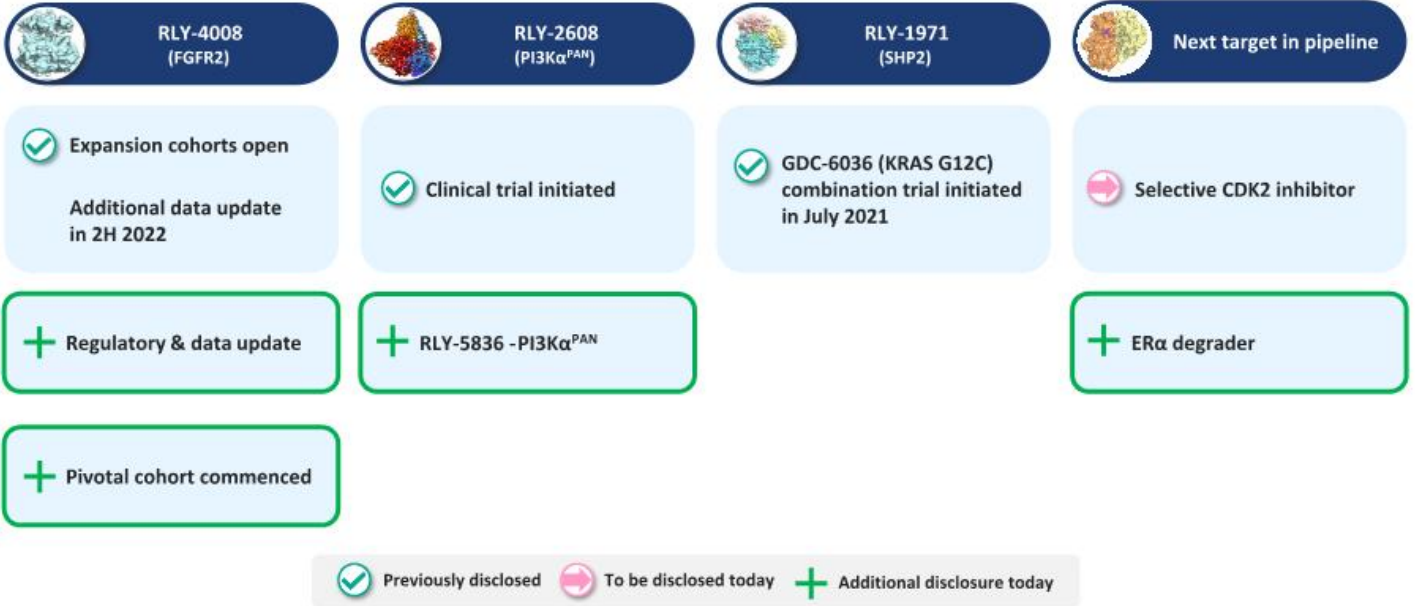 RLY-4008
(FGFR2)
RLY-2608
(PI3Kα^PAN)
RLY-1971
(SHP2)
Next target in pipeline
Expansion cohorts open
Additional data update
in 2H 2022
Clinical trial initiated
GDC-6036 (KRAS G12C)
combination trial initiated
in July 2021
Selective CDK2 inhibitor
Regulatory & data update
RLY-5836 -PI3Kα^PAN
ERα degrader
Pivotal cohort commenced
Previously disclosed
To be disclosed today
Additional disclosure today